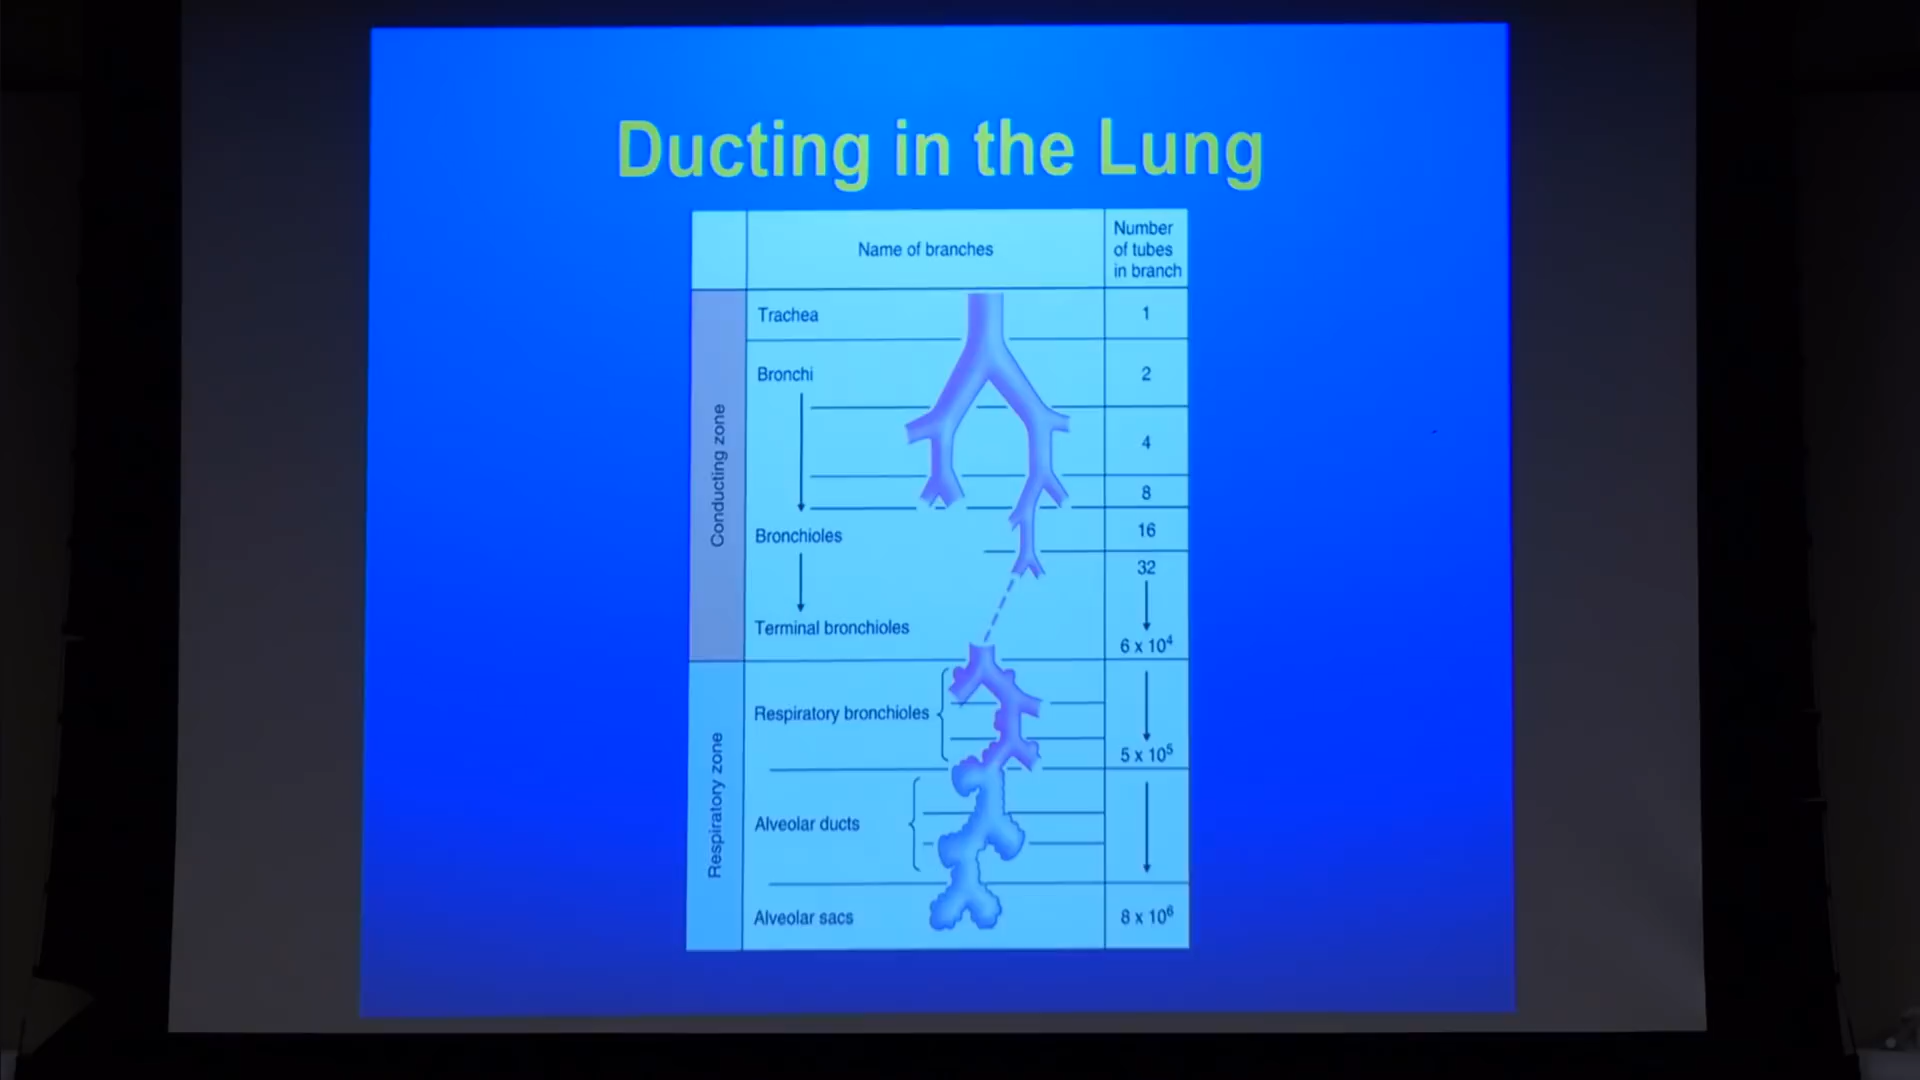 Ducting in the Lung
Name of branches
Number
of tubes
in branch
Conducting zone
Trachea
1
Bronchi
2
4
8
Bronchioles
16
32
Terminal bronchioles
6 x 10⁴
Respiratory zone
Respiratory bronchioles
5 x 10⁵
Alveolar ducts
Alveolar sacs
8 x 10⁶